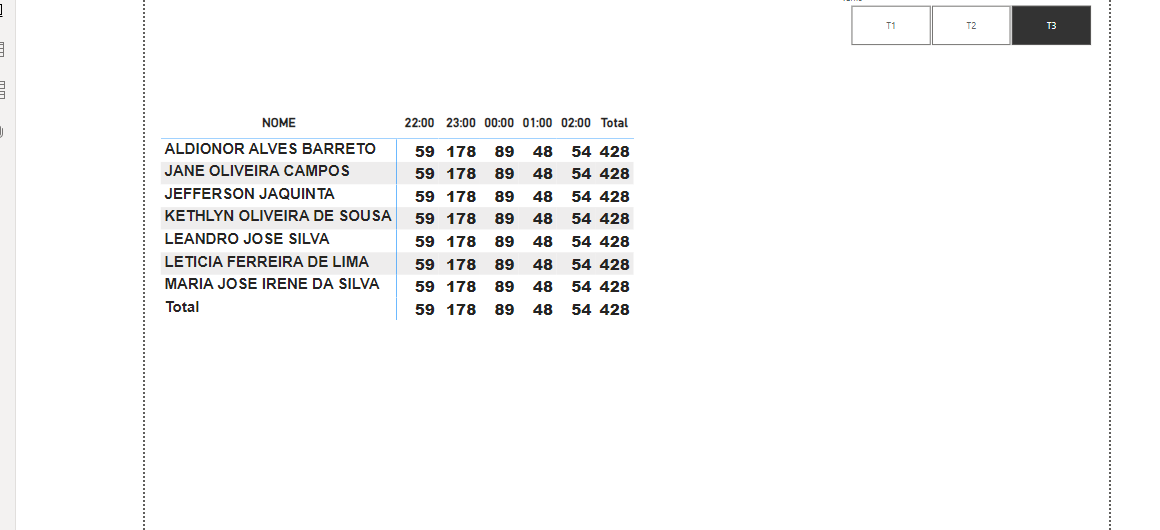 T1 T2 T3
NOME 22:00 23:00 00:00 01:00 02:00 Total
ALDIONOR ALVES BARRETO 59 178 89 48 54 428
JANE OLIVEIRA CAMPOS 59 178 89 48 54 428
JEFFERSON JAQUINTA 59 178 89 48 54 428
KETHLYN OLIVEIRA DE SOUSA 59 178 89 48 54 428
LEANDRO JOSE SILVA 59 178 89 48 54 428
LETICIA FERREIRA DE LIMA 59 178 89 48 54 428
MARIA JOSE IRENE DA SILVA 59 178 89 48 54 428
Total 59 178 89 48 54 428